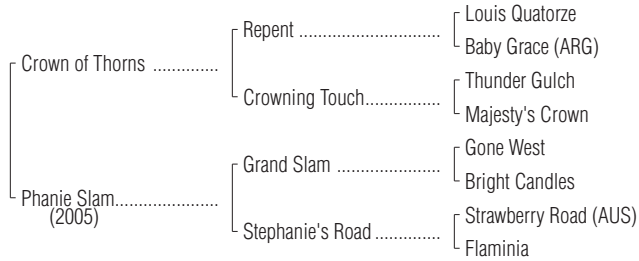 Louis Quatorze
Repent ..............................
Baby Grace (ARG)
Crown of Thorns ..............
Thunder Gulch
Crowning Touch................
Majesty's Crown
Gone West
Grand Slam ......................
Bright Candles
Phanie Slam......................
(2005)
Strawberry Road (AUS)
Stephanie's Road ..............
Flaminia